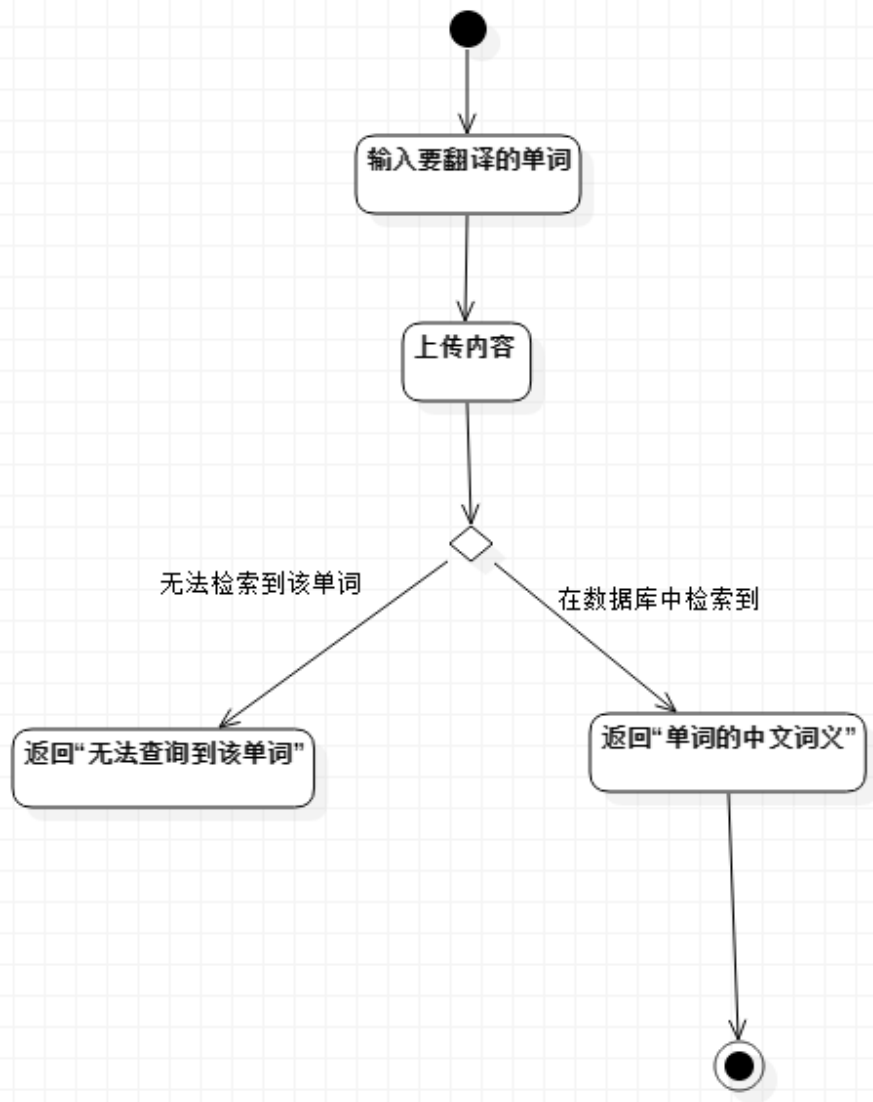 输入要翻译的单词
上传内容
无法检索到该单词
在数据库中检索到
返回“无法查询到该单词”
返回“单词的中文词义”